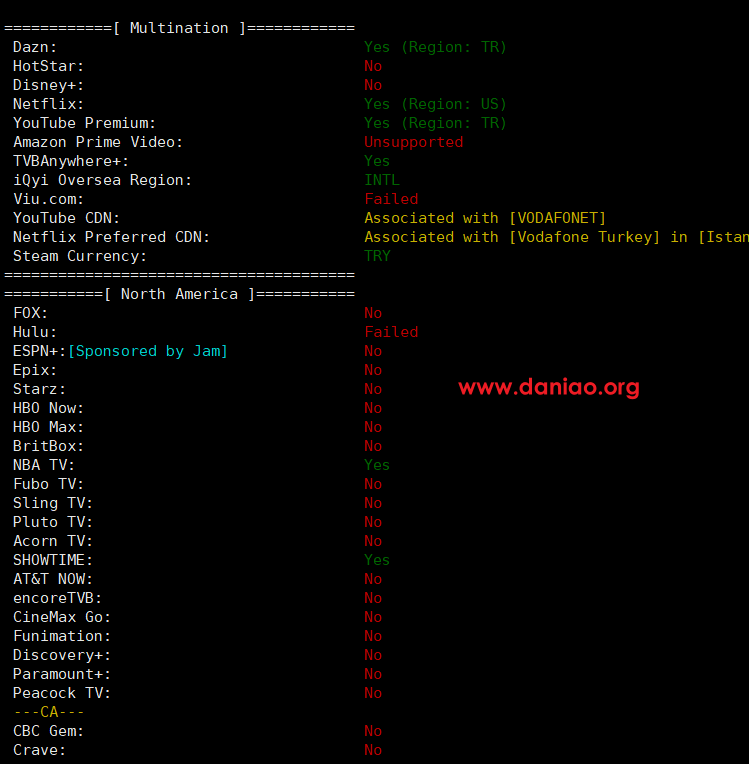 ============[ Multination ]============
Dazn: Yes (Region: TR)
HotStar: No
Disney+: No
Netflix: Yes (Region: US)
YouTube Premium: Yes (Region: TR)
Amazon Prime Video: Unsupported
TVBAnywhere+: Yes
iQyi Oversea Region: INTL
Viu.com: Failed
YouTube CDN: Associated with [VODAFONET]
Netflix Preferred CDN: Associated with [Vodafone Turkey] in [Istan
Steam Currency: TRY
=======================================
===========[ North America ]===========
FOX: No
Hulu: Failed
ESPN+:[Sponsored by Jam] No
Epix: No
Starz: No
www.daniao.org
HBO Now: No
HBO Max: No
BritBox: No
NBA TV: Yes
Fubo TV: No
Sling TV: No
Pluto TV: No
Acorn TV: No
SHOWTIME: Yes
AT&T NOW: No
encoreTVB: No
CineMax Go: No
Funimation: No
Discovery+: No
Paramount+: No
Peacock TV: No
---CA---
CBC Gem: No
Crave: No